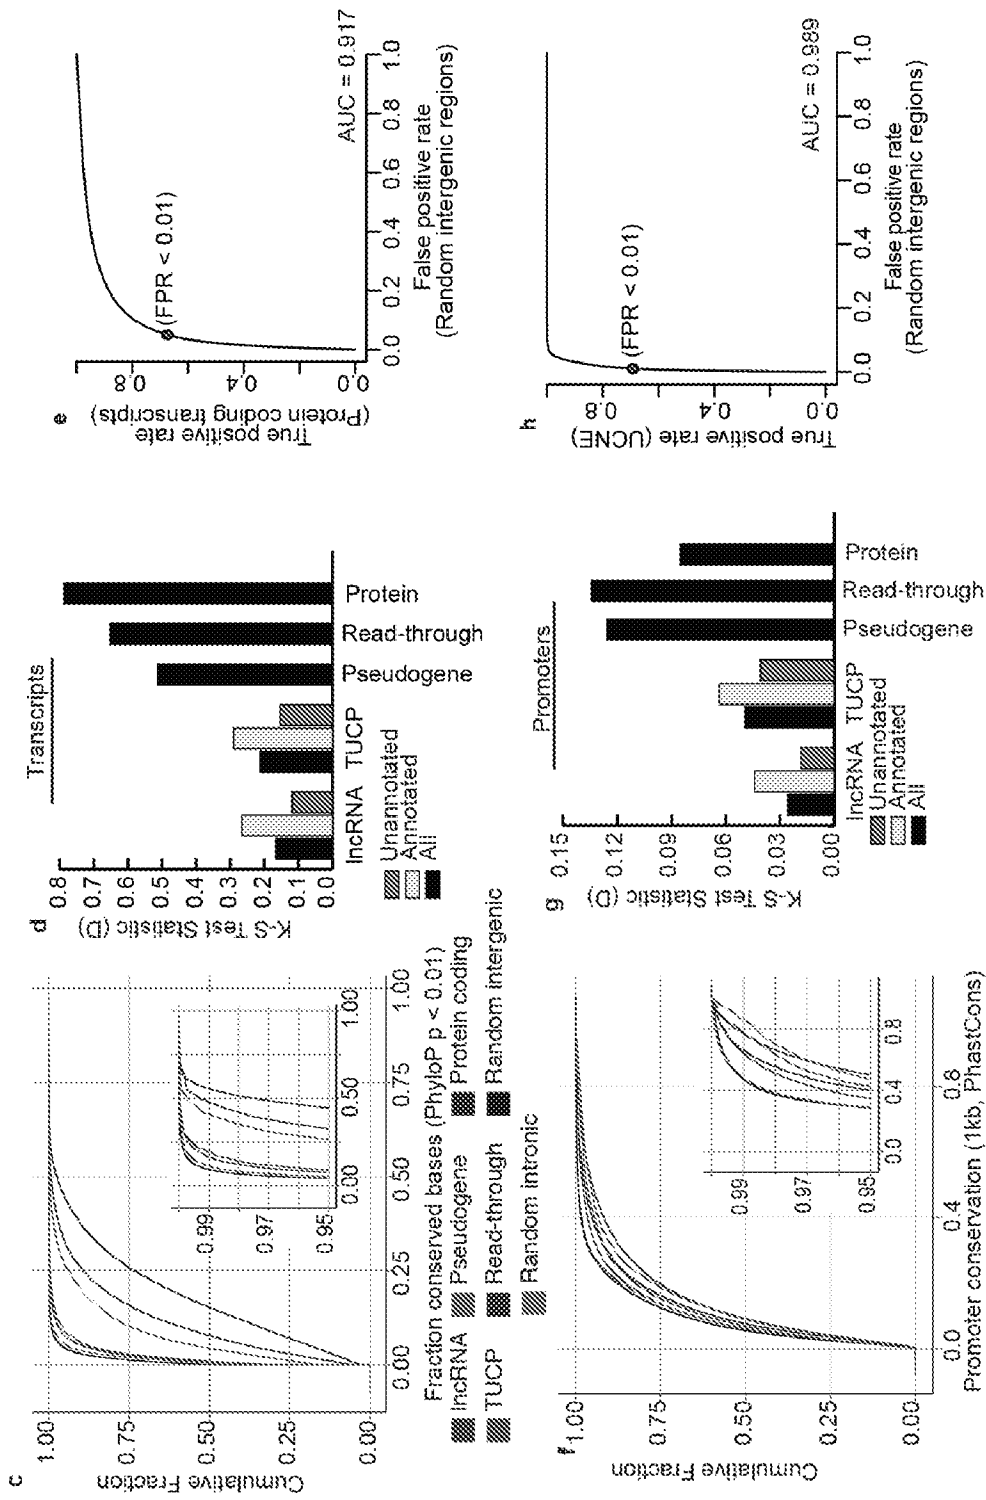 c
Cumulative Fraction
1.00
0.75
0.50
0.25
0.00
0.99
0.97
0.95
0.00
0.50
1.00
0.00
0.25
0.50
0.75
1.00
Fraction conserved bases (PhyloP p < 0.01)
lncRNA
Pseudogene
Protein coding
TUCP
Read-through
Random intergenic
Random intronic
d
K-S Test Statistic (D)
0.8
0.7
0.6
0.5
0.4
0.3
0.2
0.1
0.0
Transcripts
lncRNA
TUCP
Pseudogene
Read-through
Protein
Unannotated
Annotated
All
e
True positive rate
(Protein coding transcripts)
0.8
0.4
0.0
(FPR < 0.01)
AUC = 0.917
0.0
0.2
0.4
0.6
0.8
1.0
False positive rate
(Random intergenic regions)
f
Cumulative Fraction
1.00
0.75
0.50
0.25
0.00
0.99
0.97
0.95
0.0
0.4
0.8
0.0
0.4
0.8
Promoter conservation (1kb, PhastCons)
g
K-S Test Statistic (D)
0.15
0.12
0.09
0.06
0.03
0.00
Promoters
lncRNA
TUCP
Pseudogene
Read-through
Protein
Unannotated
Annotated
All
h
True positive rate (UCNE)
0.8
0.4
0.0
(FPR < 0.01)
AUC = 0.989
0.0
0.2
0.4
0.6
0.8
1.0
False positive rate
(Random intergenic regions)